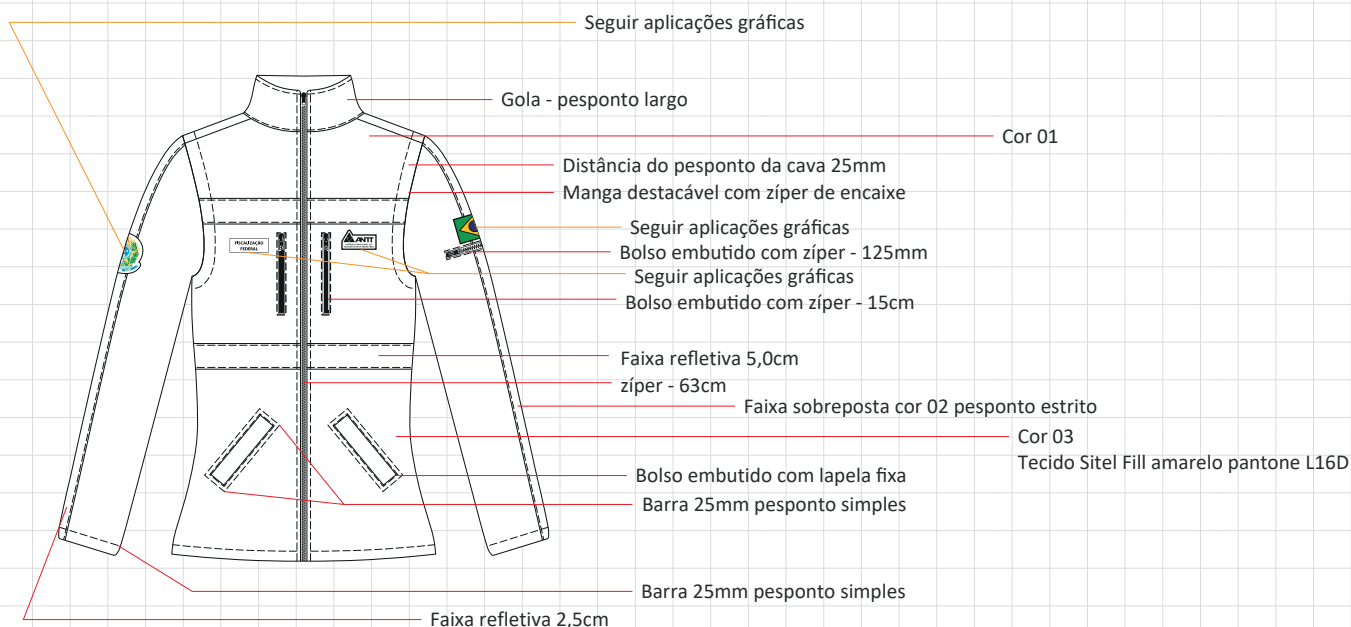 Seguir aplicações gráficas
Gola - pesponto largo
Cor 01
Distância do pesponto da cava 25mm
Manga destacável com zíper de encaixe
Seguir aplicações gráficas
FISCALIZAÇÃO
FEDERAL
ANTT
Bolso embutido com zíper - 125mm
Seguir aplicações gráficas
Bolso embutido com zíper - 15cm
Faixa refletiva 5,0cm
zíper - 63cm
Faixa sobreposta cor 02 pesponto estrito
Cor 03
Tecido Sitel Fill amarelo pantone L16D
Bolso embutido com lapela fixa
Barra 25mm pesponto simples
Barra 25mm pesponto simples
Faixa refletiva 2,5cm